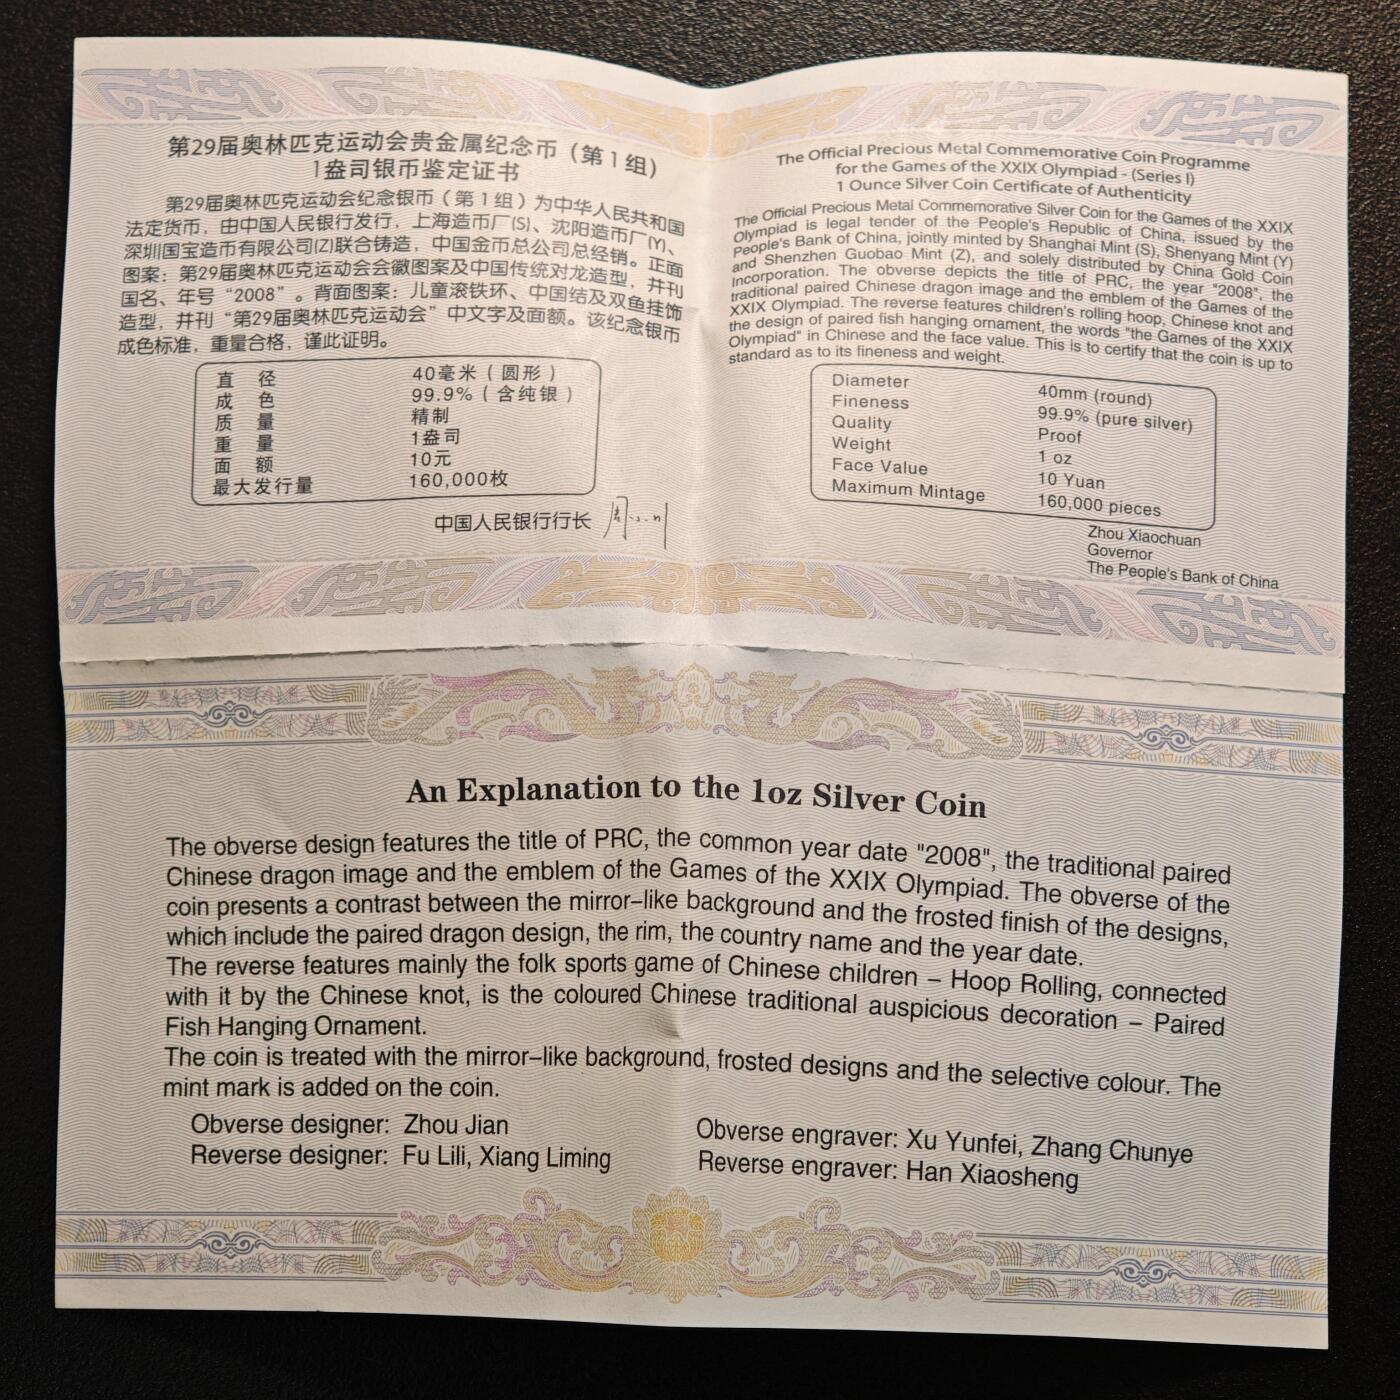 第29届奥林匹克运动会贵金属纪念币（第1组）
1盎司银币鉴定证书
第29届奥林匹克运动会纪念银币（第1组）为中华人民共和国
法定货币，由中国人民银行发行，上海造币厂(S)、沈阳造币厂(Y)、
深圳国宝造币有限公司(Z)联合铸造，中国金币总公司总经销。正面
图案：第29届奥林匹克运动会会徽图案及中国传统对龙造型，并刊
国名、年号“2008”。背面图案：儿童滚铁环、中国结及双鱼挂饰
造型，并刊“第29届奥林匹克运动会”中文字及面额。该纪念银币
成色标准，重量合格，谨此证明。
直 径 40毫米（圆形）
成 色 99.9%（含纯银）
质 量 精制
重 量 1盎司
面 额 10元
最大发行量 160,000枚
中国人民银行行长
The Official Precious Metal Commemorative Coin Programme
for the Games of the XXIX Olympiad - (Series I)
1 Ounce Silver Coin Certificate of Authenticity
The Official Precious Metal Commemorative Silver Coin for the Games of the XXIX
Olympiad is legal tender of the People's Republic of China, issued by the
People's Bank of China, jointly minted by Shanghai Mint (S), Shenyang Mint (Y)
and Shenzhen Guobao Mint (Z), and solely distributed by China Gold Coin
Incorporation. The obverse depicts the title of PRC, the year "2008", the
traditional paired Chinese dragon image and the emblem of the Games of the
XXIX Olympiad. The reverse features children's rolling hoop, Chinese knot and
the design of paired fish hanging ornament, the words "the Games of the XXIX
Olympiad" in Chinese and the face value. This is to certify that the coin is up to
standard as to its fineness and weight.
Diameter 40mm (round)
Fineness 99.9% (pure silver)
Quality Proof
Weight 1 oz
Face Value 10 Yuan
Maximum Mintage 160,000 pieces
Zhou Xiaochuan
Governor
The People's Bank of China
An Explanation to the 1oz Silver Coin
The obverse design features the title of PRC, the common year date "2008", the traditional paired
Chinese dragon image and the emblem of the Games of the XXIX Olympiad. The obverse of the
coin presents a contrast between the mirror–like background and the frosted finish of the designs,
which include the paired dragon design, the rim, the country name and the year date.
The reverse features mainly the folk sports game of Chinese children – Hoop Rolling, connected
with it by the Chinese knot, is the coloured Chinese traditional auspicious decoration – Paired
Fish Hanging Ornament.
The coin is treated with the mirror–like background, frosted designs and the selective colour. The
mint mark is added on the coin.
Obverse designer: Zhou Jian
Reverse designer: Fu Lili, Xiang Liming
Obverse engraver: Xu Yunfei, Zhang Chunye
Reverse engraver: Han Xiaosheng